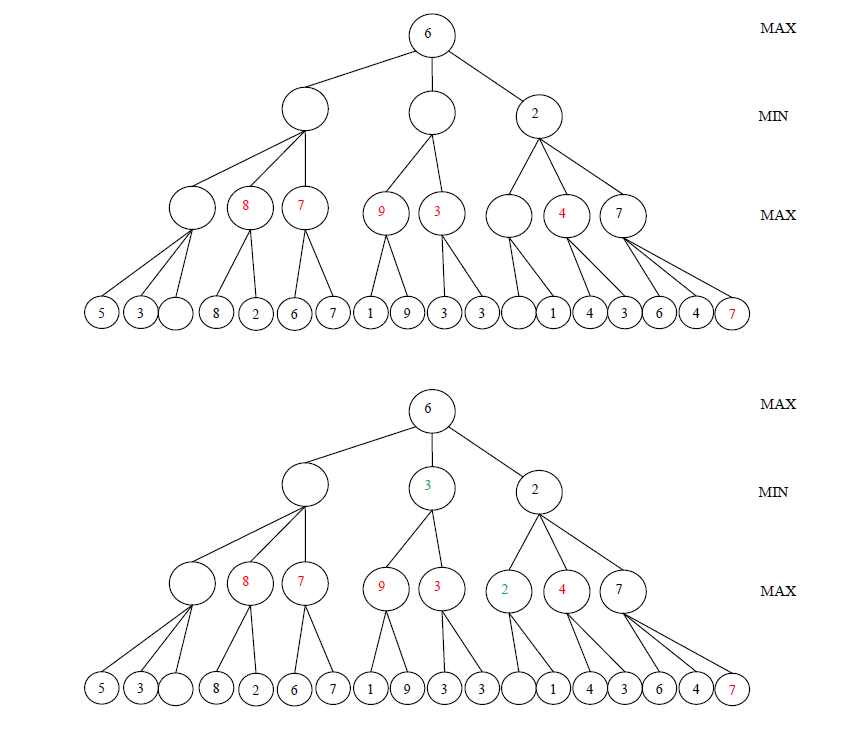 6 MAX
2 MIN
8 7 9 3 4 7 MAX
5 3 8 2 6 7 1 9 3 3 1 4 3 6 4 7
6 MAX
3 2 MIN
8 7 9 3 2 4 7 MAX
5 3 8 2 6 7 1 9 3 3 1 4 3 6 4 7